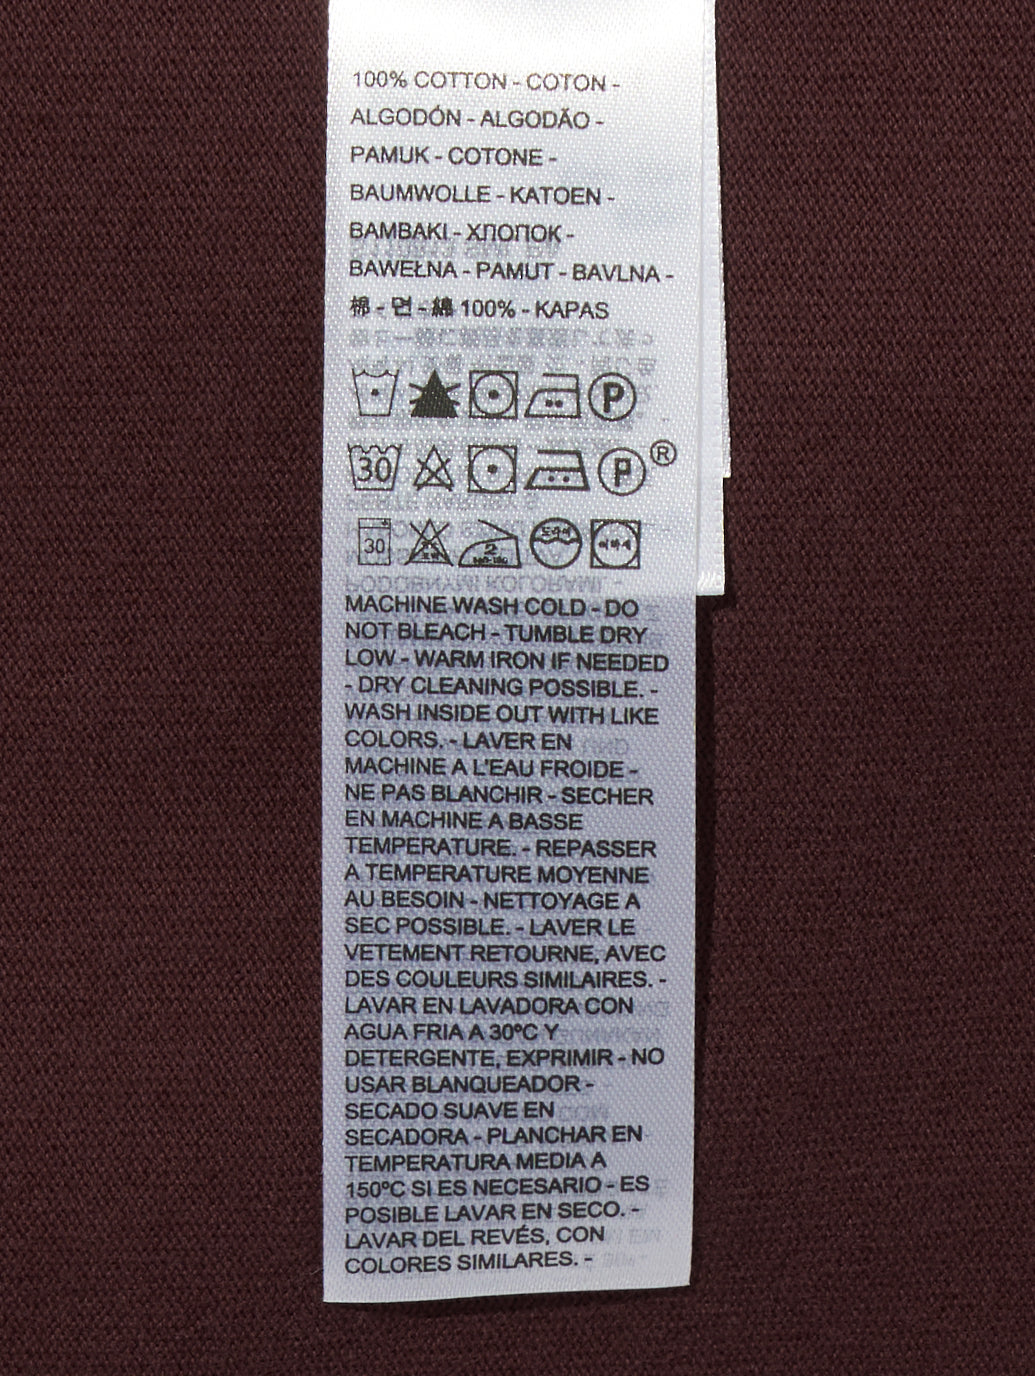 100% COTTON - COTON -
ALGODÓN - ALGODÃO -
PAMUK - COTONE -
BAUMWOLLE - KATOEN -
BAMBAKI - ХЛОПОК -
BAWEŁNA - PAMUT - BAVLNA -
棉 - 면 - 綿 100% - KAPAS
P
30 P ®
30 2
MACHINE WASH COLD - DO
NOT BLEACH - TUMBLE DRY
LOW - WARM IRON IF NEEDED
- DRY CLEANING POSSIBLE. -
WASH INSIDE OUT WITH LIKE
COLORS. - LAVER EN
MACHINE A L'EAU FROIDE -
NE PAS BLANCHIR - SECHER
EN MACHINE A BASSE
TEMPERATURE. - REPASSER
A TEMPERATURE MOYENNE
AU BESOIN - NETTOYAGE A
SEC POSSIBLE. - LAVER LE
VETEMENT RETOURNE, AVEC
DES COULEURS SIMILAIRES. -
LAVAR EN LAVADORA CON
AGUA FRIA A 30ºC Y
DETERGENTE, EXPRIMIR - NO
USAR BLANQUEADOR -
SECADO SUAVE EN
SECADORA - PLANCHAR EN
TEMPERATURA MEDIA A
150ºC SI ES NECESARIO - ES
POSIBLE LAVAR EN SECO. -
LAVAR DEL REVÉS, CON
COLORES SIMILARES. -